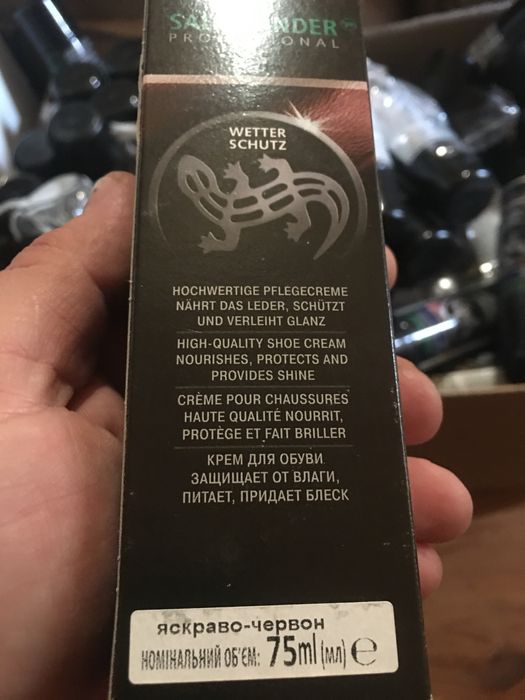 SALAMANDER
PROFESSIONAL
WETTER
SCHUTZ
HOCHWERTIGE PFLEGECREME
NÄHRT DAS LEDER, SCHÜTZT
UND VERLEIHT GLANZ
HIGH-QUALITY SHOE CREAM
NOURISHES, PROTECTS AND
PROVIDES SHINE
CRÈME POUR CHAUSSURES
HAUTE QUALITÉ NOURRIT,
PROTÈGE ET FAIT BRILLER
КРЕМ ДЛЯ ОБУВИ
ЗАЩИЩАЕТ ОТ ВЛАГИ,
ПИТАЕТ, ПРИДАЕТ БЛЕСК
яскраво-червон
НОМІНАЛЬНИЙ ОБ'ЄМ: 75ml (мл) ℮